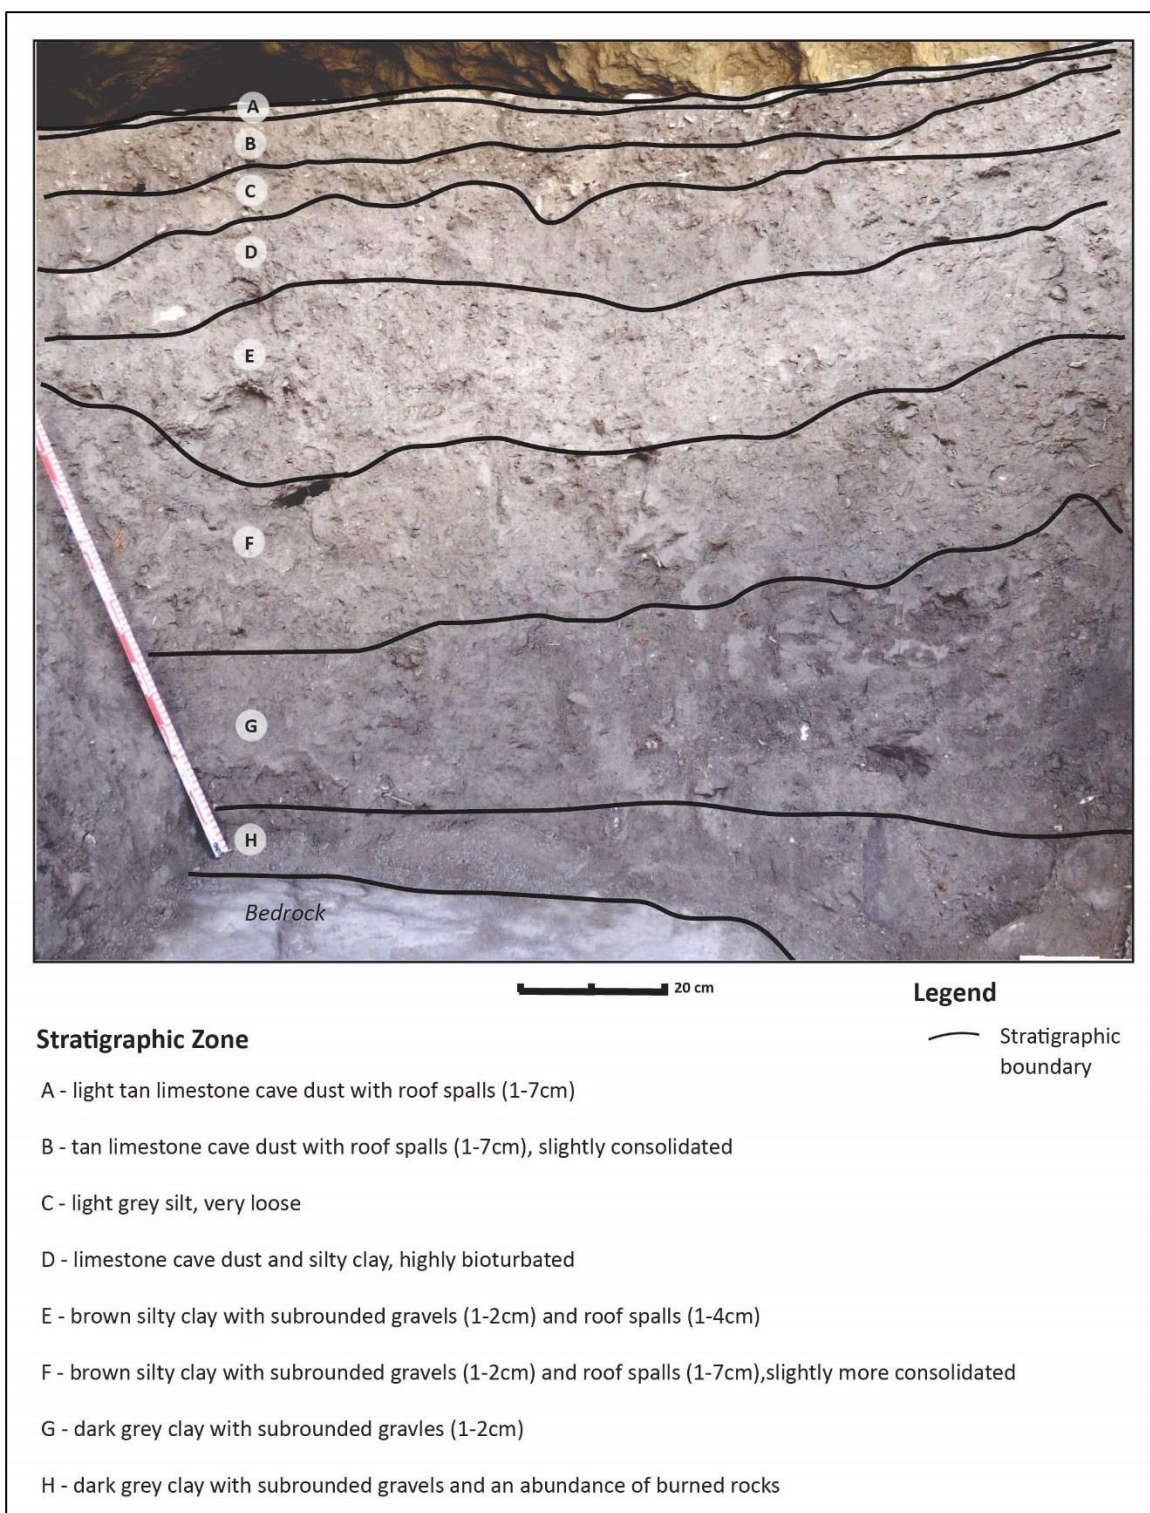 A
B
C
D
E
F
G
H
Bedrock
20 cm
Legend
Stratigraphic
boundary
Stratigraphic Zone
A - light tan limestone cave dust with roof spalls (1-7cm)
B - tan limestone cave dust with roof spalls (1-7cm), slightly consolidated
C - light grey silt, very loose
D - limestone cave dust and silty clay, highly bioturbated
E - brown silty clay with subrounded gravels (1-2cm) and roof spalls (1-4cm)
F - brown silty clay with subrounded gravels (1-2cm) and roof spalls (1-7cm),slightly more consolidated
G - dark grey clay with subrounded gravles (1-2cm)
H - dark grey clay with subrounded gravels and an abundance of burned rocks